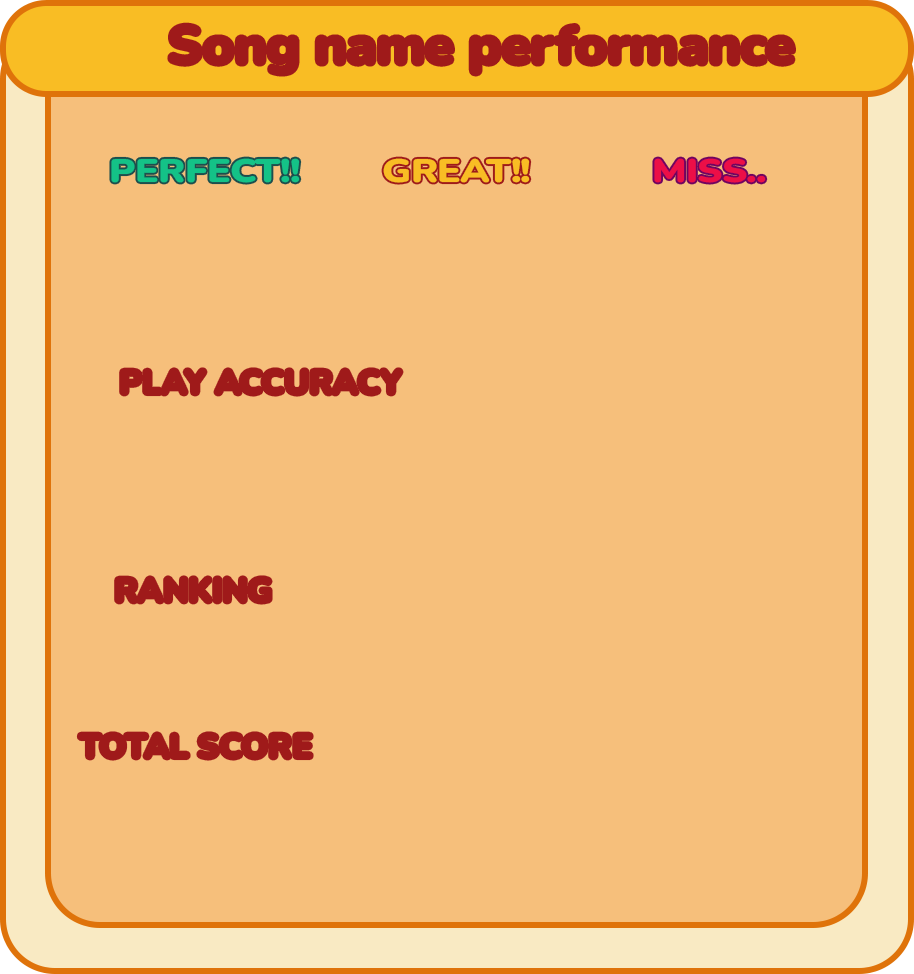 Song name performance
PERFECT!! GREAT!! MISS..
PLAY ACCURACY
RANKING
TOTAL SCORE